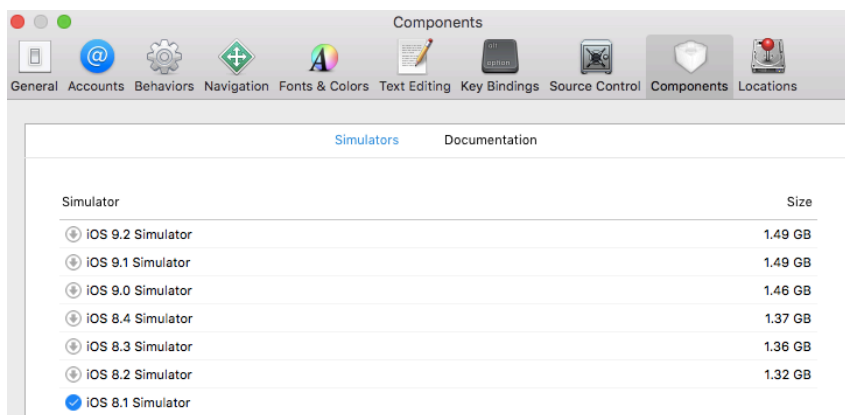 Components
General Accounts Behaviors Navigation Fonts & Colors Text Editing Key Bindings Source Control Components Locations
Simulators Documentation
Simulator Size
iOS 9.2 Simulator 1.49 GB
iOS 9.1 Simulator 1.49 GB
iOS 9.0 Simulator 1.46 GB
iOS 8.4 Simulator 1.37 GB
iOS 8.3 Simulator 1.36 GB
iOS 8.2 Simulator 1.32 GB
iOS 8.1 Simulator